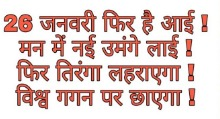 26 जनवरी फिर है आई !
मन में नई उमंगे लाई !
फिर तिरंगा लहराएगा !
विश्व गगन पर छाएगा !